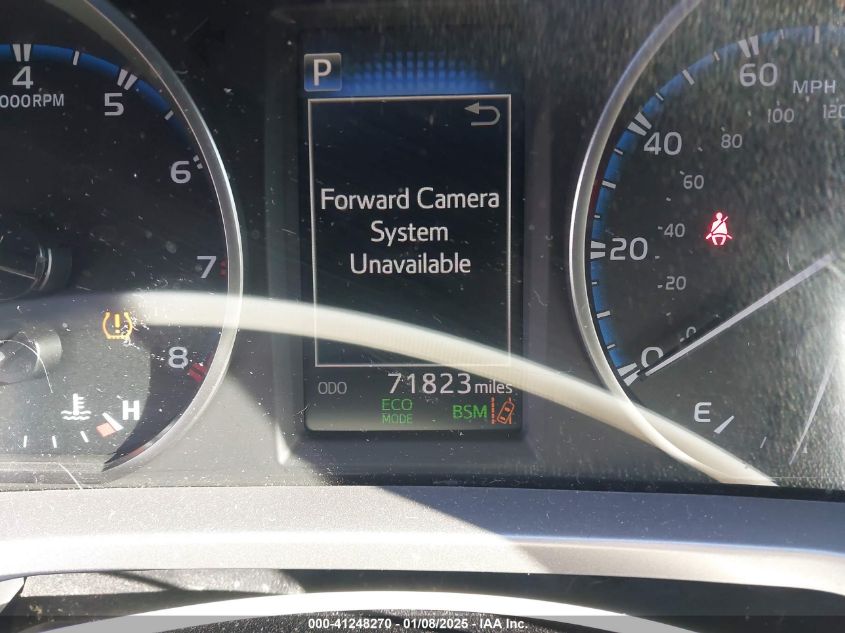 4
5
6
7
8
000RPM
H
P
Forward Camera
System
Unavailable
ODO 71823 miles
ECO
MODE
BSM
60
MPH
40
20
0
120
100
80
60
40
20
0
E
000-41248270 - 01/08/2025 - IAA Inc.